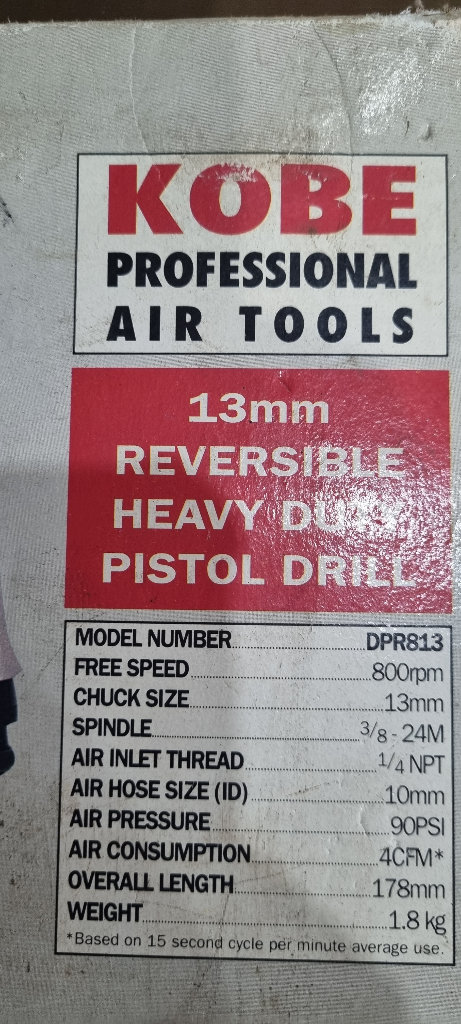 KOBE
PROFESSIONAL
AIR TOOLS
13mm
REVERSIBLE
HEAVY DUTY
PISTOL DRILL
MODEL NUMBER DPR813
FREE SPEED 800rpm
CHUCK SIZE 13mm
SPINDLE 3/8 - 24M
AIR INLET THREAD 1/4 NPT
AIR HOSE SIZE (ID) 10mm
AIR PRESSURE 90PSI
AIR CONSUMPTION 4CFM*
OVERALL LENGTH 178mm
WEIGHT 1.8 kg
*Based on 15 second cycle per minute average use.